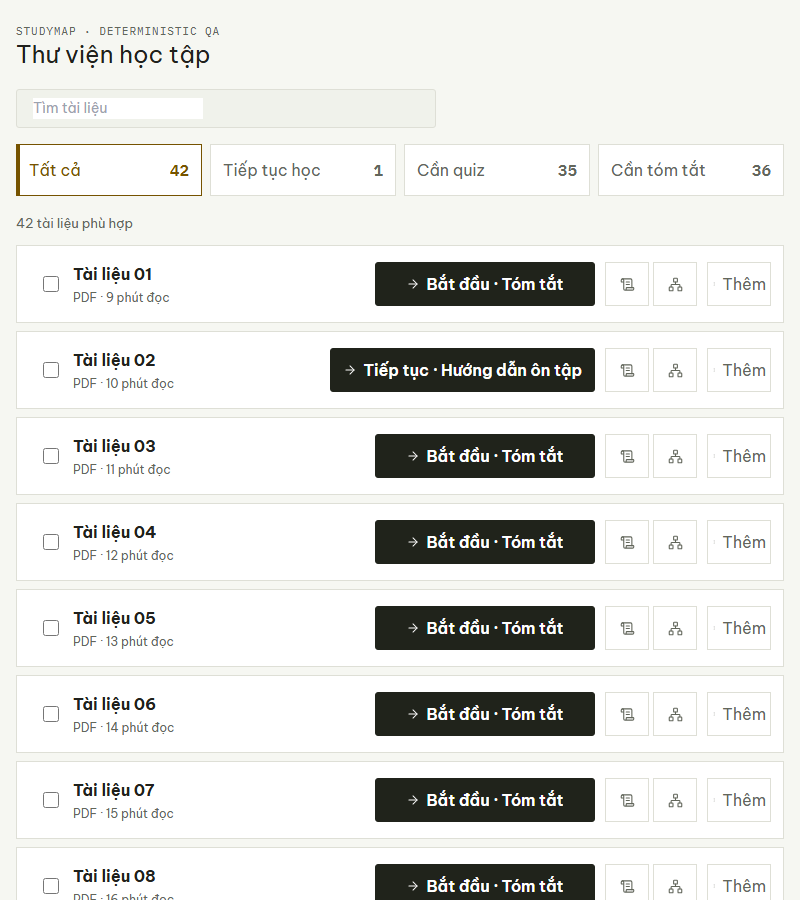 STUDYMAP · DETERMINISTIC QA
Thư viện học tập
Tìm tài liệu
Tất cả 42
Tiếp tục học 1
Cần quiz 35
Cần tóm tắt 36
42 tài liệu phù hợp
Tài liệu 01
PDF · 9 phút đọc
→ Bắt đầu · Tóm tắt
Thêm
Tài liệu 02
PDF · 10 phút đọc
→ Tiếp tục · Hướng dẫn ôn tập
Thêm
Tài liệu 03
PDF · 11 phút đọc
→ Bắt đầu · Tóm tắt
Thêm
Tài liệu 04
PDF · 12 phút đọc
→ Bắt đầu · Tóm tắt
Thêm
Tài liệu 05
PDF · 13 phút đọc
→ Bắt đầu · Tóm tắt
Thêm
Tài liệu 06
PDF · 14 phút đọc
→ Bắt đầu · Tóm tắt
Thêm
Tài liệu 07
PDF · 15 phút đọc
→ Bắt đầu · Tóm tắt
Thêm
Tài liệu 08
PDF · 16 phút đọc
→ Bắt đầu · Tóm tắt
Thêm